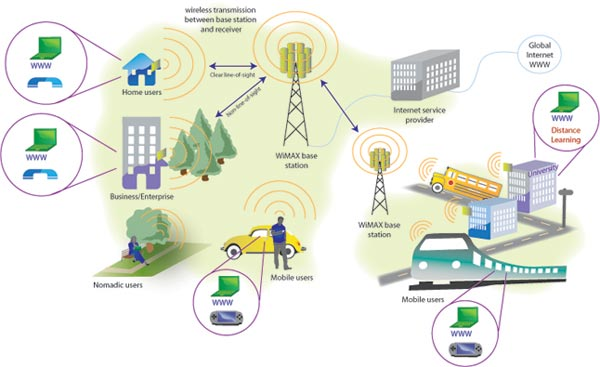 wireless transmission
between base station
and receiver
WWW
Home users
Clear line-of-sight
Non-line-of-sight
Global
Internet
WWW
Internet service
provider
WiMAX base
station
WWW
Business/Enterprise
WWW
Distance
Learning
University
WiMAX base
station
Nomadic users
Mobile users
WWW
Mobile users
WWW